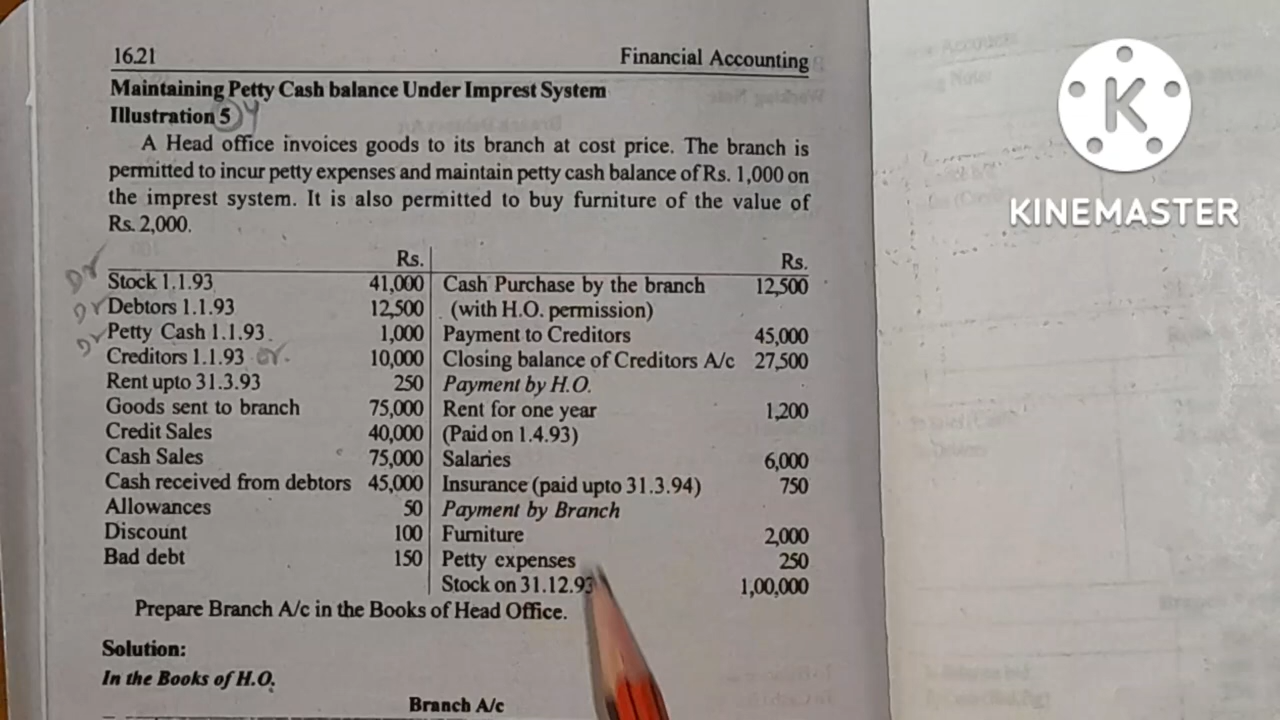 16.21 Financial Accounting
Maintaining Petty Cash balance Under Imprest System
Illustration 5
A Head office invoices goods to its branch at cost price. The branch is
permitted to incur petty expenses and maintain petty cash balance of Rs. 1,000 on
the imprest system. It is also permitted to buy furniture of the value of
Rs. 2,000.
Rs. Rs.
Dr Stock 1.1.93 41,000 Cash Purchase by the branch 12,500
Dr Debtors 1.1.93 12,500 (with H.O. permission)
Dr Petty Cash 1.1.93 1,000 Payment to Creditors 45,000
Creditors 1.1.93 Cr. 10,000 Closing balance of Creditors A/c 27,500
Rent upto 31.3.93 250 Payment by H.O.
Goods sent to branch 75,000 Rent for one year 1,200
Credit Sales 40,000 (Paid on 1.4.93)
Cash Sales 75,000 Salaries 6,000
Cash received from debtors 45,000 Insurance (paid upto 31.3.94) 750
Allowances 50 Payment by Branch
Discount 100 Furniture 2,000
Bad debt 150 Petty expenses 250
Stock on 31.12.93 1,00,000
Prepare Branch A/c in the Books of Head Office.
Solution:
In the Books of H.O.
Branch A/c
K
KINEMASTER